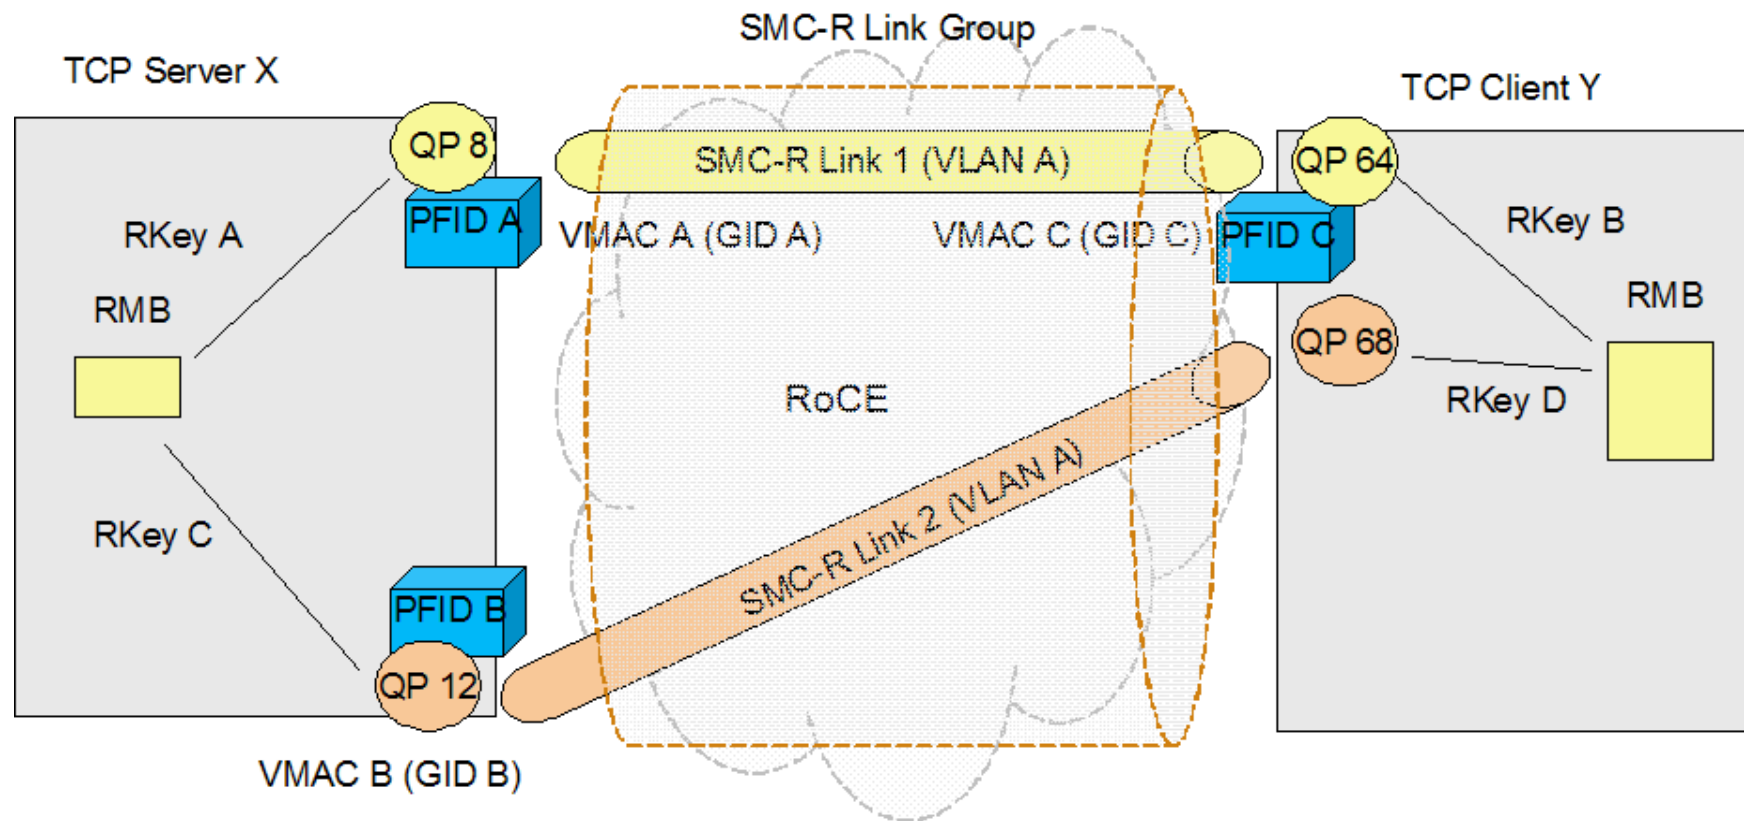 SMC-R Link Group
TCP Server X
TCP Client Y
QP 8
SMC-R Link 1 (VLAN A)
QP 64
PFID A
VMAC A (GID A)
VMAC C (GID C)
PFID C
RKey A
RKey B
RMB
RMB
QP 68
RoCE
RKey D
SMC-R Link 2 (VLAN A)
RKey C
PFID B
QP 12
VMAC B (GID B)